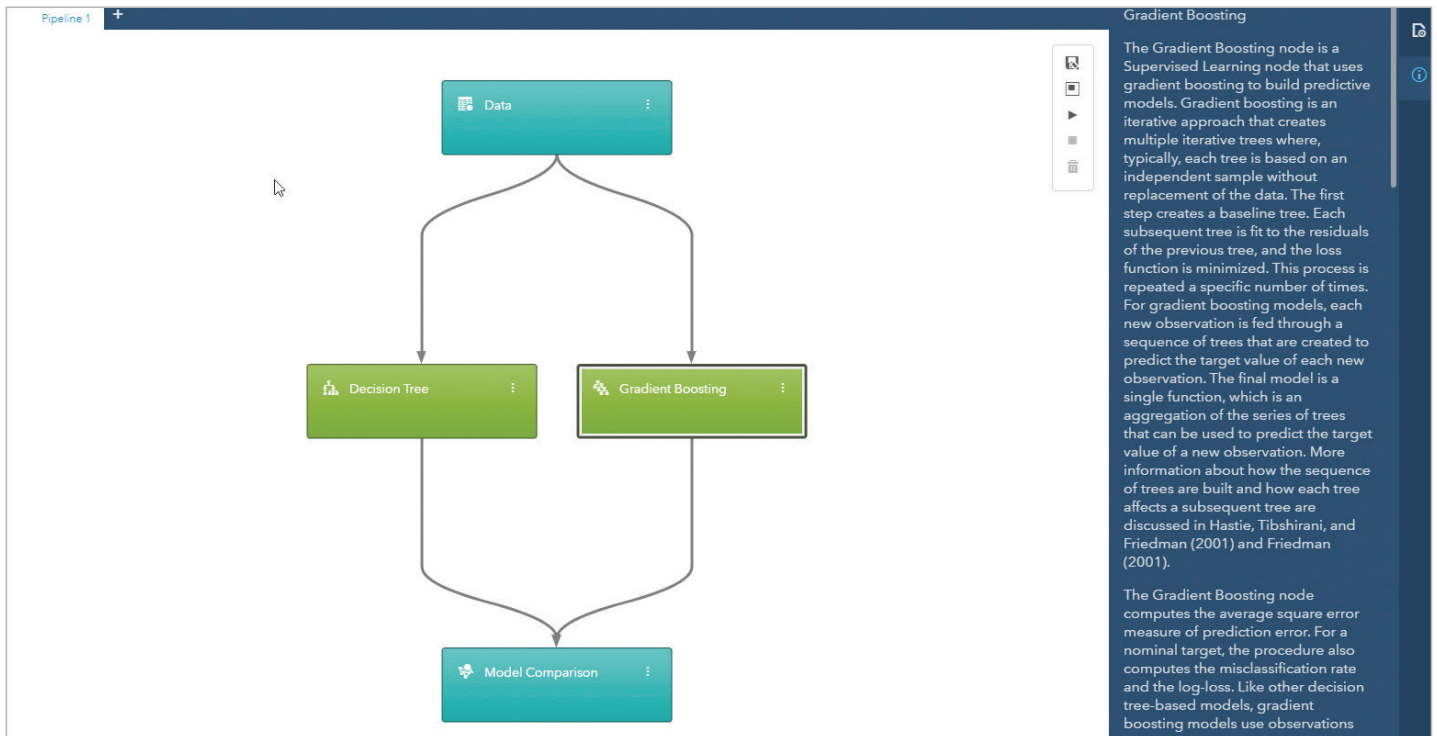 Pipeline 1
+
Data
Decision Tree
Gradient Boosting
Model Comparison
Gradient Boosting
The Gradient Boosting node is a
Supervised Learning node that uses
gradient boosting to build predictive
models. Gradient boosting is an
iterative approach that creates
multiple iterative trees where,
typically, each tree is based on an
independent sample without
replacement of the data. The first
step creates a baseline tree. Each
subsequent tree is fit to the residuals
of the previous tree, and the loss
function is minimized. This process is
repeated a specific number of times.
For gradient boosting models, each
new observation is fed through a
sequence of trees that are created to
predict the target value of each new
observation. The final model is a
single function, which is an
aggregation of the series of trees
that can be used to predict the target
value of a new observation. More
information about how the sequence
of trees are built and how each tree
affects a subsequent tree are
discussed in Hastie, Tibshirani, and
Friedman (2001) and Friedman
(2001).
The Gradient Boosting node
computes the average square error
measure of prediction error. For a
nominal target, the procedure also
computes the misclassification rate
and the log-loss. Like other decision
tree-based models, gradient
boosting models use observations